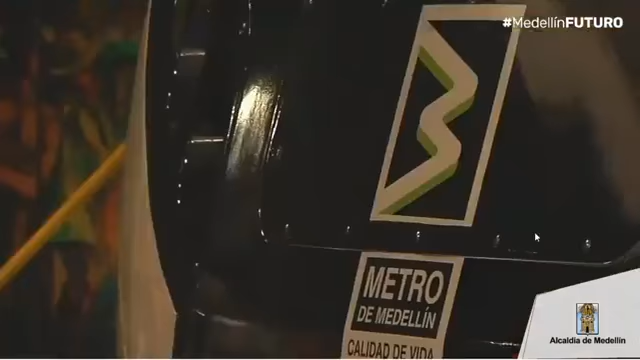 #MedellínFUTURO
METRO
DE MEDELLÍN
CALIDAD DE VIDA
Alcaldía de Medellín